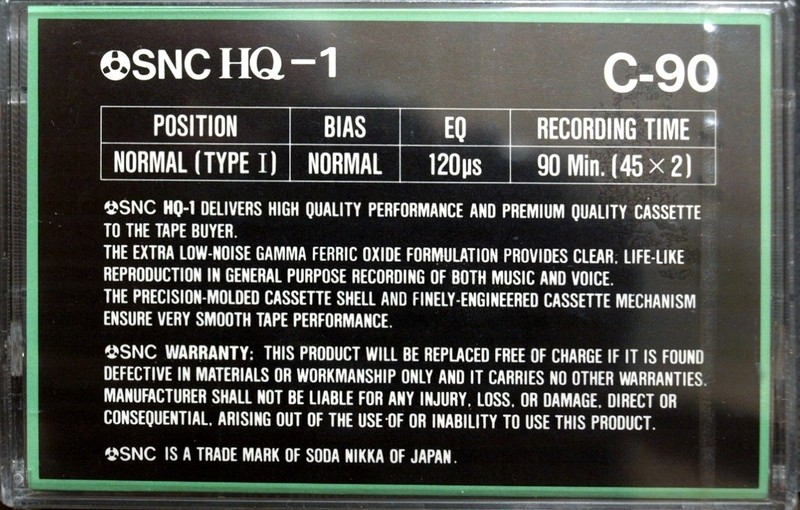 SNC HQ-1
C-90
POSITION BIAS EQ RECORDING TIME
NORMAL (TYPE I) NORMAL 120µs 90 Min. (45 × 2)
SNC HQ-1 DELIVERS HIGH QUALITY PERFORMANCE AND PREMIUM QUALITY CASSETTE
TO THE TAPE BUYER.
THE EXTRA LOW-NOISE GAMMA FERRIC OXIDE FORMULATION PROVIDES CLEAR, LIFE-LIKE
REPRODUCTION IN GENERAL PURPOSE RECORDING OF BOTH MUSIC AND VOICE.
THE PRECISION-MOLDED CASSETTE SHELL AND FINELY-ENGINEERED CASSETTE MECHANISM
ENSURE VERY SMOOTH TAPE PERFORMANCE.
SNC WARRANTY: THIS PRODUCT WILL BE REPLACED FREE OF CHARGE IF IT IS FOUND
DEFECTIVE IN MATERIALS OR WORKMANSHIP ONLY AND IT CARRIES NO OTHER WARRANTIES.
MANUFACTURER SHALL NOT BE LIABLE FOR ANY INJURY, LOSS, OR DAMAGE, DIRECT OR
CONSEQUENTIAL, ARISING OUT OF THE USE OF OR INABILITY TO USE THIS PRODUCT.
SNC IS A TRADE MARK OF SODA NIKKA OF JAPAN.